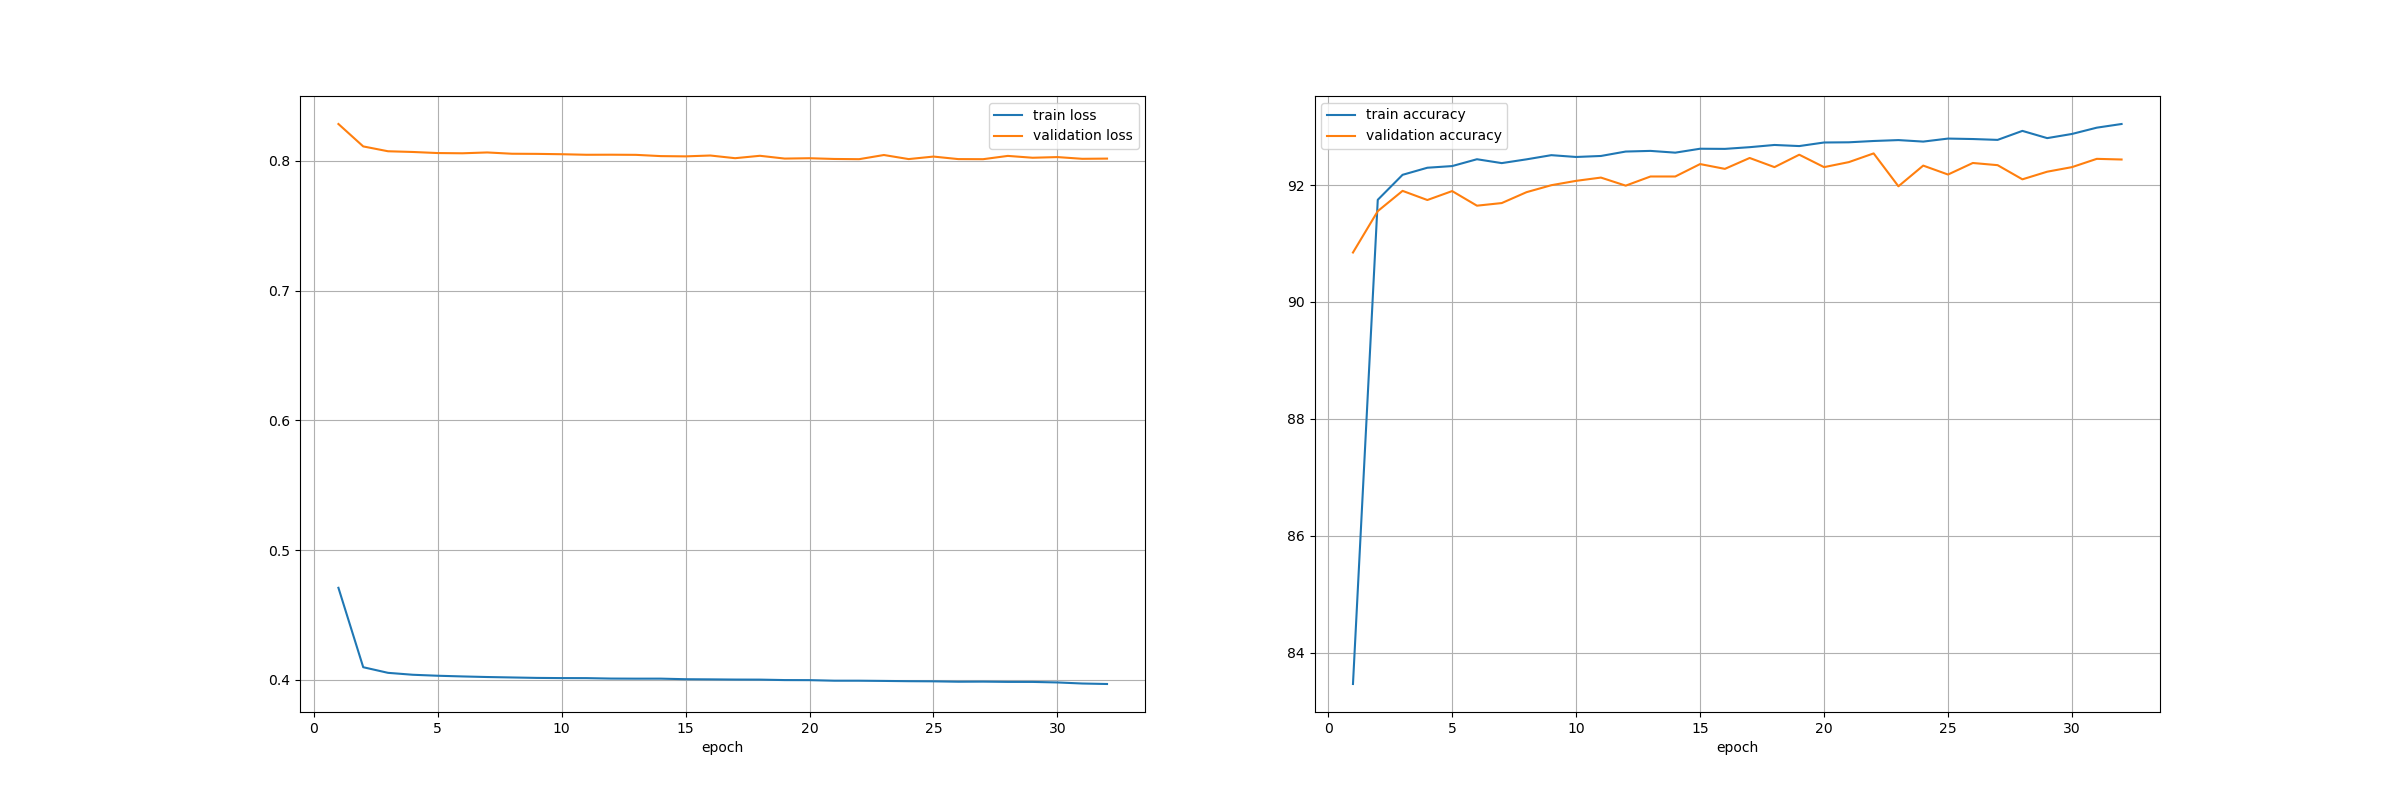 train loss
validation loss
0.8
0.7
0.6
0.5
0.4
0 5 10 15 20 25 30
epoch
train accuracy
validation accuracy
92
90
88
86
84
0 5 10 15 20 25 30
epoch